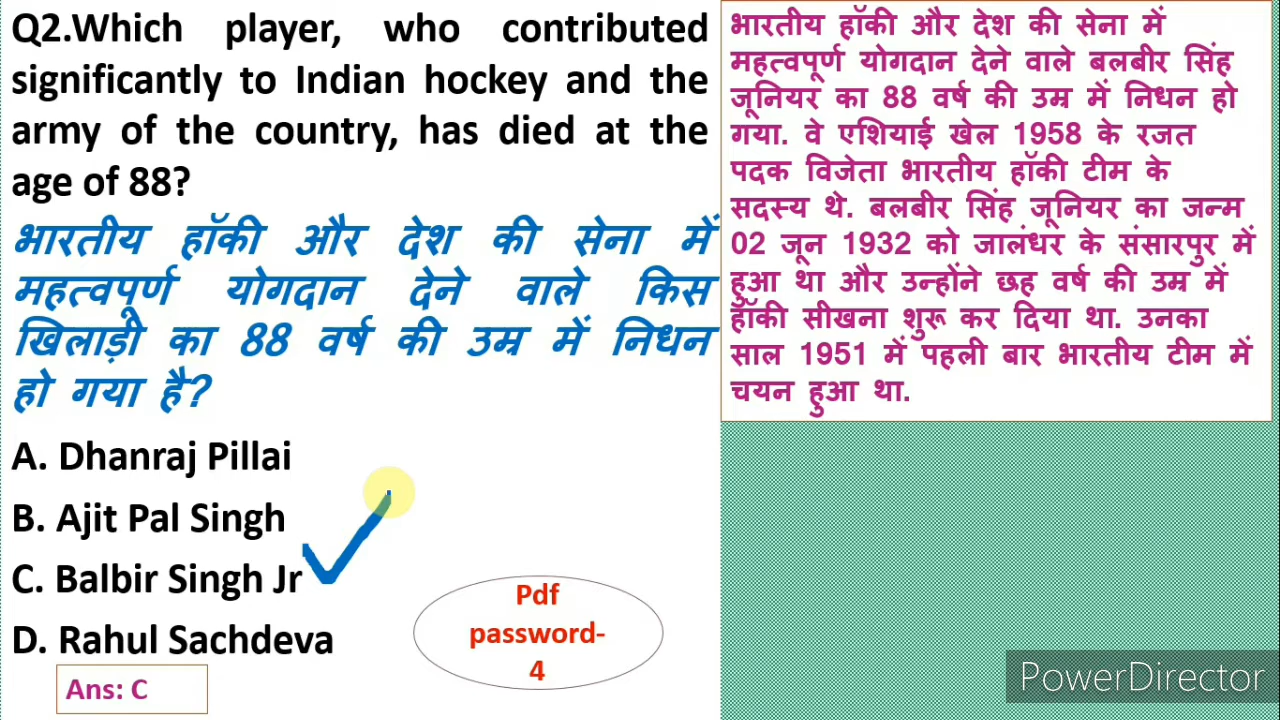 Q2.Which player, who contributed
significantly to Indian hockey and the
army of the country, has died at the
age of 88?
भारतीय हॉकी और देश की सेना में
महत्वपूर्ण योगदान देने वाले किस
खिलाड़ी का 88 वर्ष की उम्र में निधन
हो गया है?
A. Dhanraj Pillai
B. Ajit Pal Singh
C. Balbir Singh Jr
D. Rahul Sachdeva
Ans: C
Pdf
password-
4
भारतीय हॉकी और देश की सेना में
महत्वपूर्ण योगदान देने वाले बलबीर सिंह
जूनियर का 88 वर्ष की उम्र में निधन हो
गया. वे एशियाई खेल 1958 के रजत
पदक विजेता भारतीय हॉकी टीम के
सदस्य थे. बलबीर सिंह जूनियर का जन्म
02 जून 1932 को जालंधर के संसारपुर में
हुआ था और उन्होंने छह वर्ष की उम्र में
हॉकी सीखना शुरू कर दिया था. उनका
साल 1951 में पहली बार भारतीय टीम में
चयन हुआ था.
PowerDirector